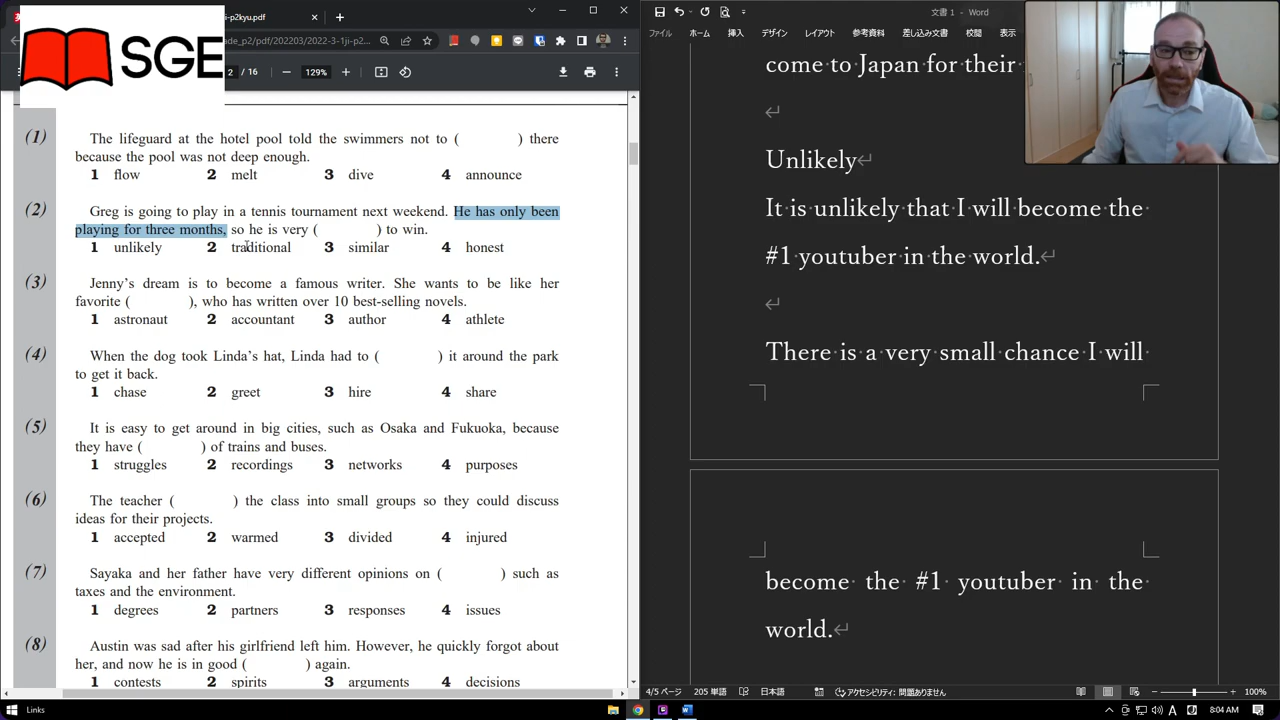 i-p2kyu.pdf
文書 1 - Word
SGE
ade_p2/pdf/202203/2022-3-1ji-p2k...
2 / 16
129%
ファイル ホーム 挿入 デザイン レイアウト 参考資料 差し込み文書 校閲 表示
(1) The lifeguard at the hotel pool told the swimmers not to ( ) there
because the pool was not deep enough.
1 flow 2 melt 3 dive 4 announce
(2) Greg is going to play in a tennis tournament next weekend. He has only been
playing for three months, so he is very ( ) to win.
1 unlikely 2 traditional 3 similar 4 honest
(3) Jenny's dream is to become a famous writer. She wants to be like her
favorite ( ), who has written over 10 best-selling novels.
1 astronaut 2 accountant 3 author 4 athlete
(4) When the dog took Linda's hat, Linda had to ( ) it around the park
to get it back.
1 chase 2 greet 3 hire 4 share
(5) It is easy to get around in big cities, such as Osaka and Fukuoka, because
they have ( ) of trains and buses.
1 struggles 2 recordings 3 networks 4 purposes
(6) The teacher ( ) the class into small groups so they could discuss
ideas for their projects.
1 accepted 2 warmed 3 divided 4 injured
(7) Sayaka and her father have very different opinions on ( ) such as
taxes and the environment.
1 degrees 2 partners 3 responses 4 issues
(8) Austin was sad after his girlfriend left him. However, he quickly forgot about
her, and now he is in good ( ) again.
1 contests 2 spirits 3 arguments 4 decisions
come to Japan for their
Unlikely
It is unlikely that I will become the
#1 youtuber in the world.
There is a very small chance I will
become the #1 youtuber in the
world.
4/5 ページ 205 単語 日本語 アクセシビリティ: 問題ありません 100%
Links
8:04 AM